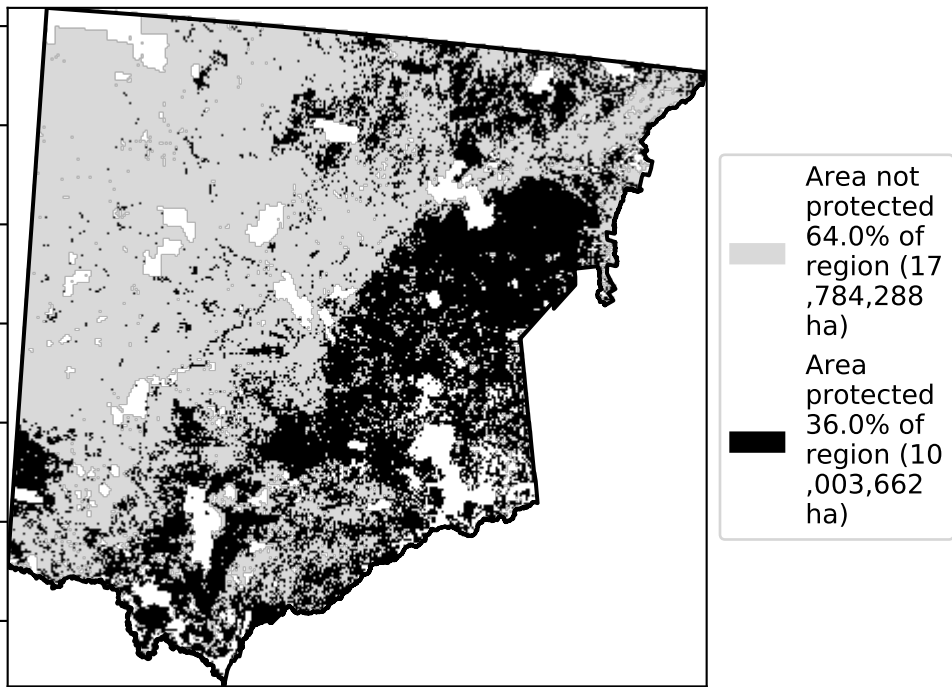 Area not
protected
64.0% of
region (17
,784,288
ha)
Area
protected
36.0% of
region (10
,003,662
ha)